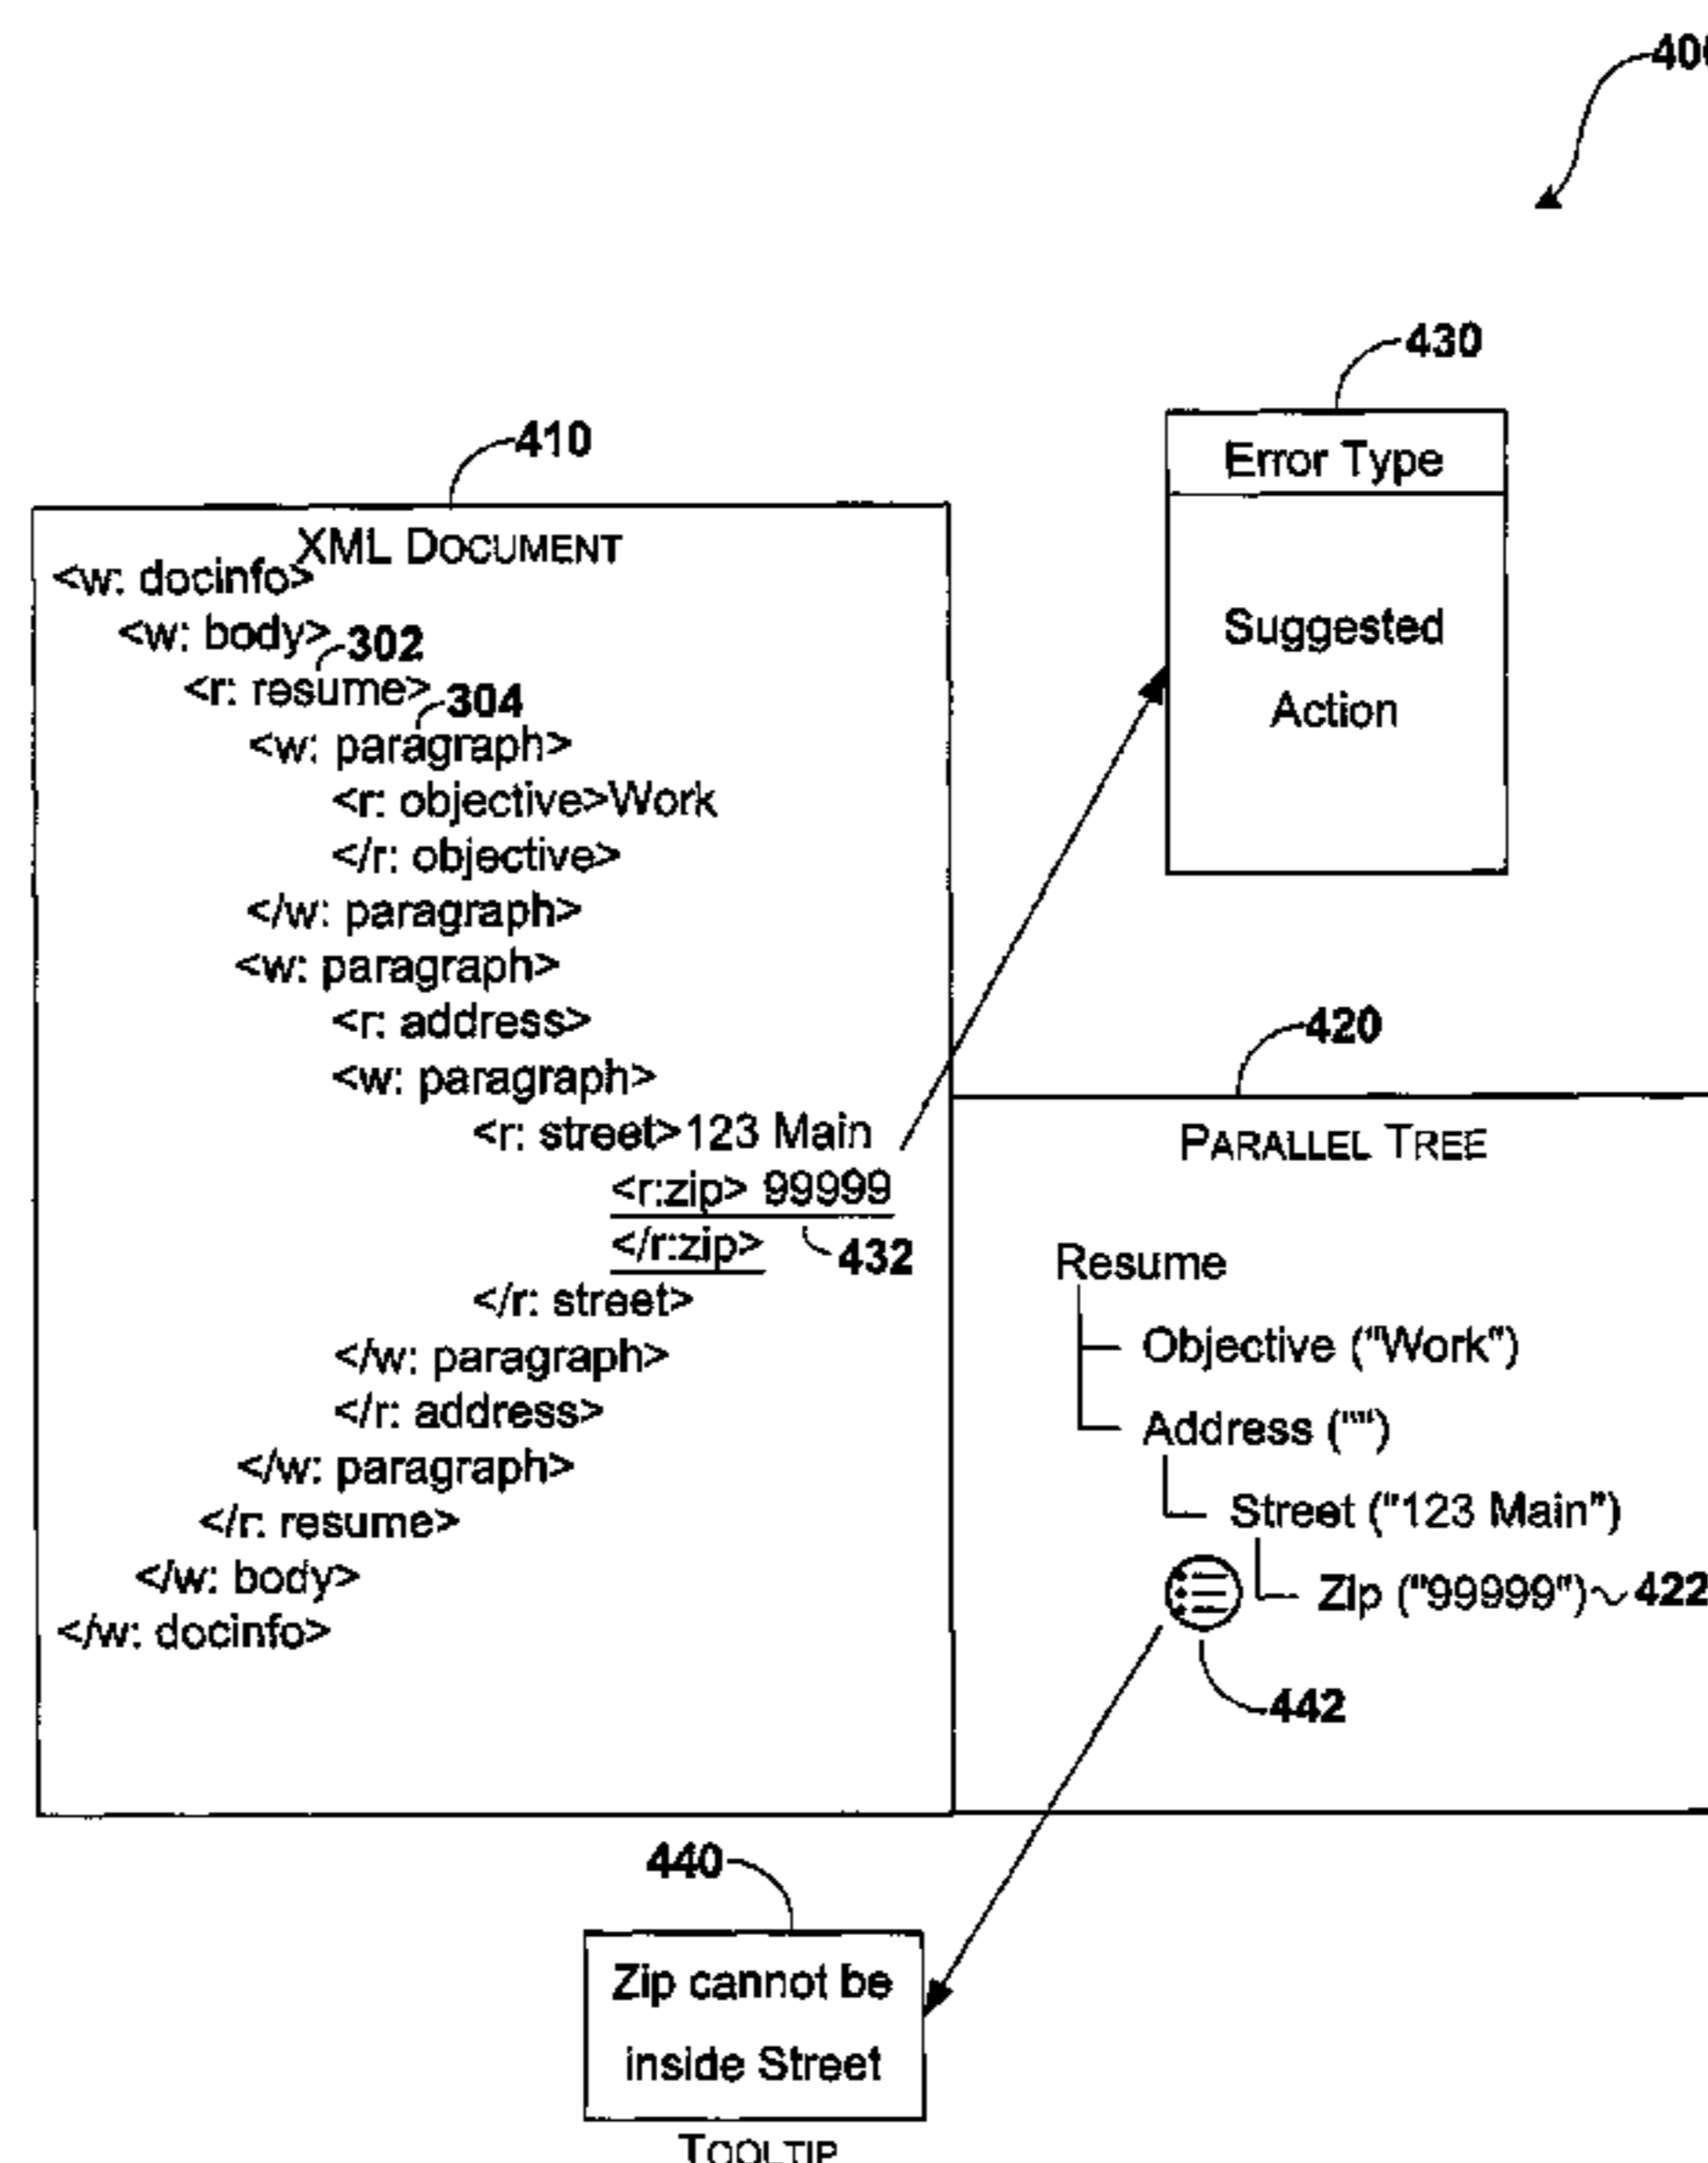 400
430
Error Type
Suggested
Action
410
XML DOCUMENT
<w: docinfo>
<w: body>
302
<r: resume>
304
<w: paragraph>
<r: objective>Work
</r: objective>
</w: paragraph>
<w: paragraph>
<r: address>
<w: paragraph>
<r: street>123 Main
<r:zip> 99999
</r:zip>
432
</r: street>
</w: paragraph>
</r: address>
</w: paragraph>
</r: resume>
</w: body>
</w: docinfo>
420
PARALLEL TREE
Resume
Objective ("Work")
Address ("")
Street ("123 Main")
Zip ("99999")
422
442
440
Zip cannot be
inside Street
TOOLTIP